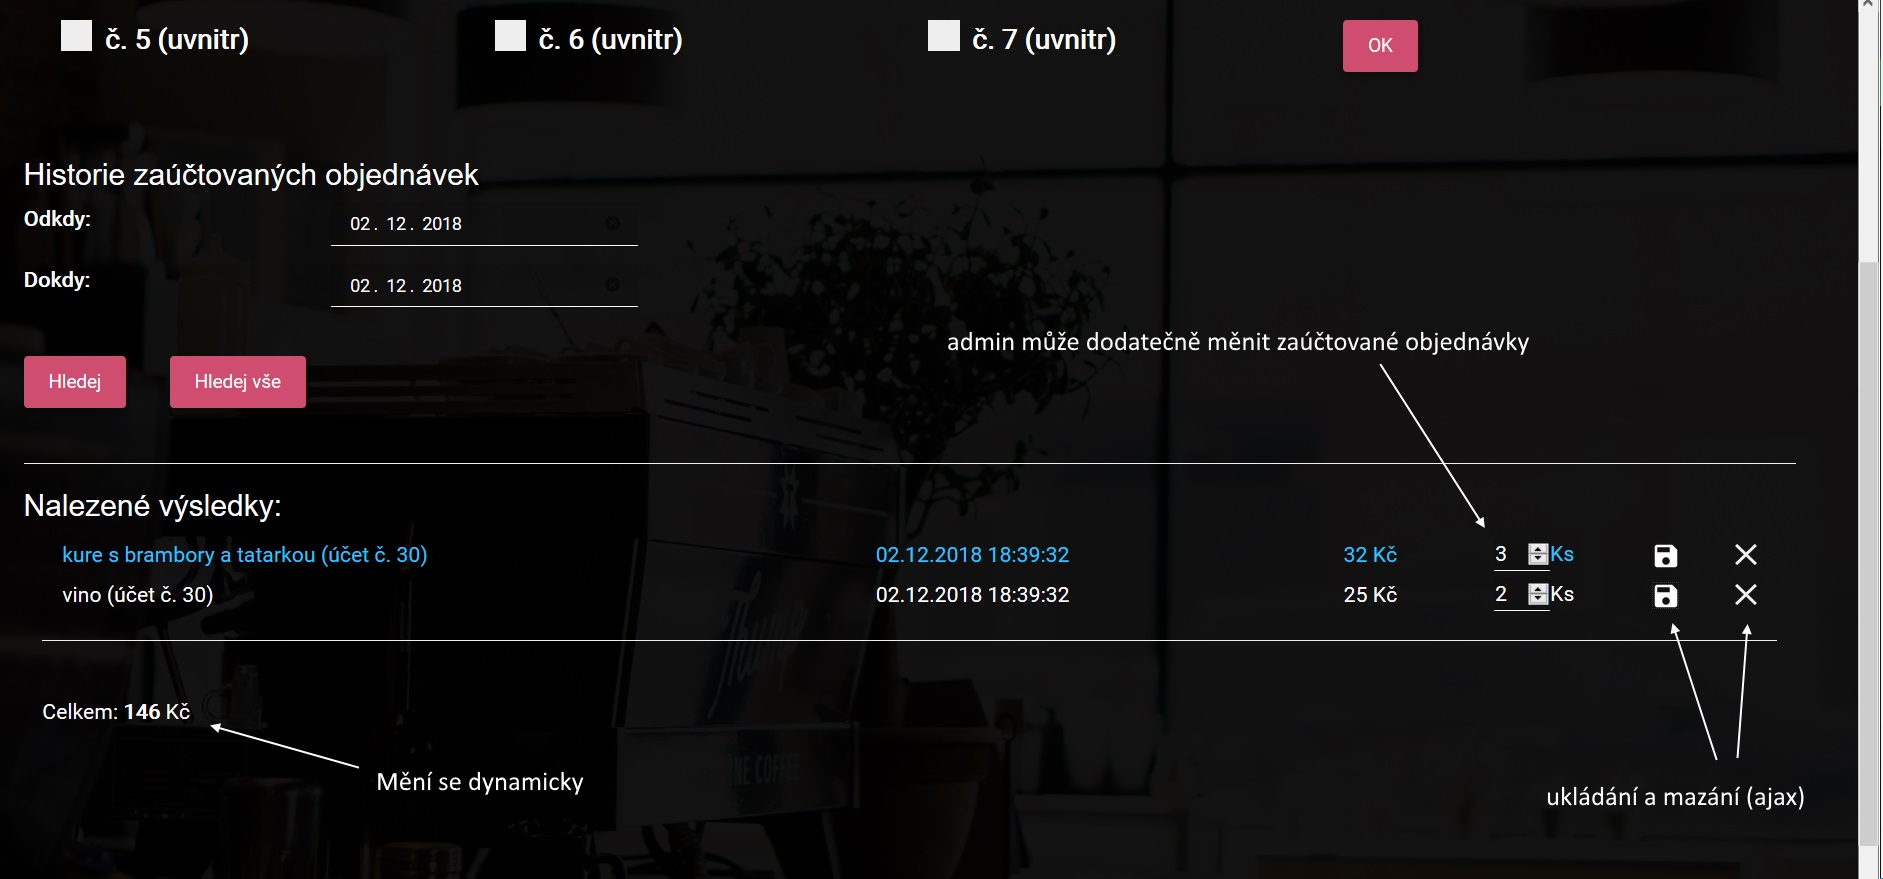 č. 5 (uvnitr) č. 6 (uvnitr) č. 7 (uvnitr) OK
Historie zaúčtovaných objednávek
Odkdy: 02. 12. 2018
Dokdy: 02. 12. 2018
admin může dodatečně měnit zaúčtované objednávky
Hledej Hledej vše
Nalezené výsledky:
kure s brambory a tatarkou (účet č. 30) 02.12.2018 18:39:32 32 Kč 3 Ks
vino (účet č. 30) 02.12.2018 18:39:32 25 Kč 2 Ks
Thump
Celkem: 146 Kč
INE COFFEE
Mění se dynamicky
ukládání a mazání (ajax)